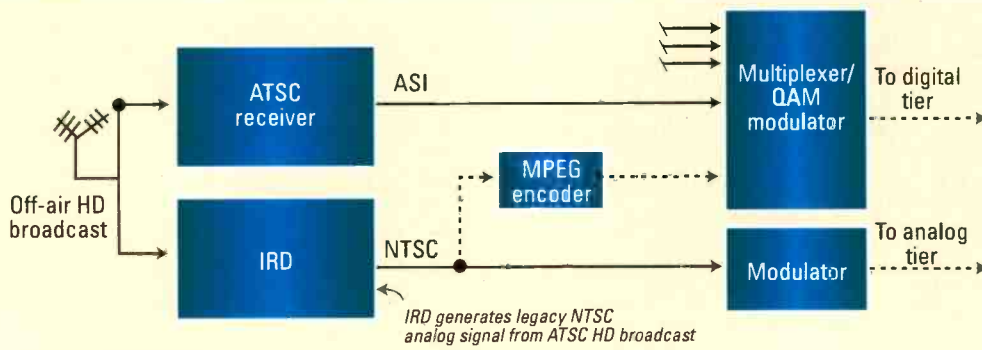 ATSC
receiver
ASI
Multiplexer/
QAM
modulator
To digital
tier
MPEG
encoder
Off-air HD
broadcast
IRD
NTSC
Modulator
To analog
tier
IRD generates legacy NTSC
analog signal from ATSC HD broadcast